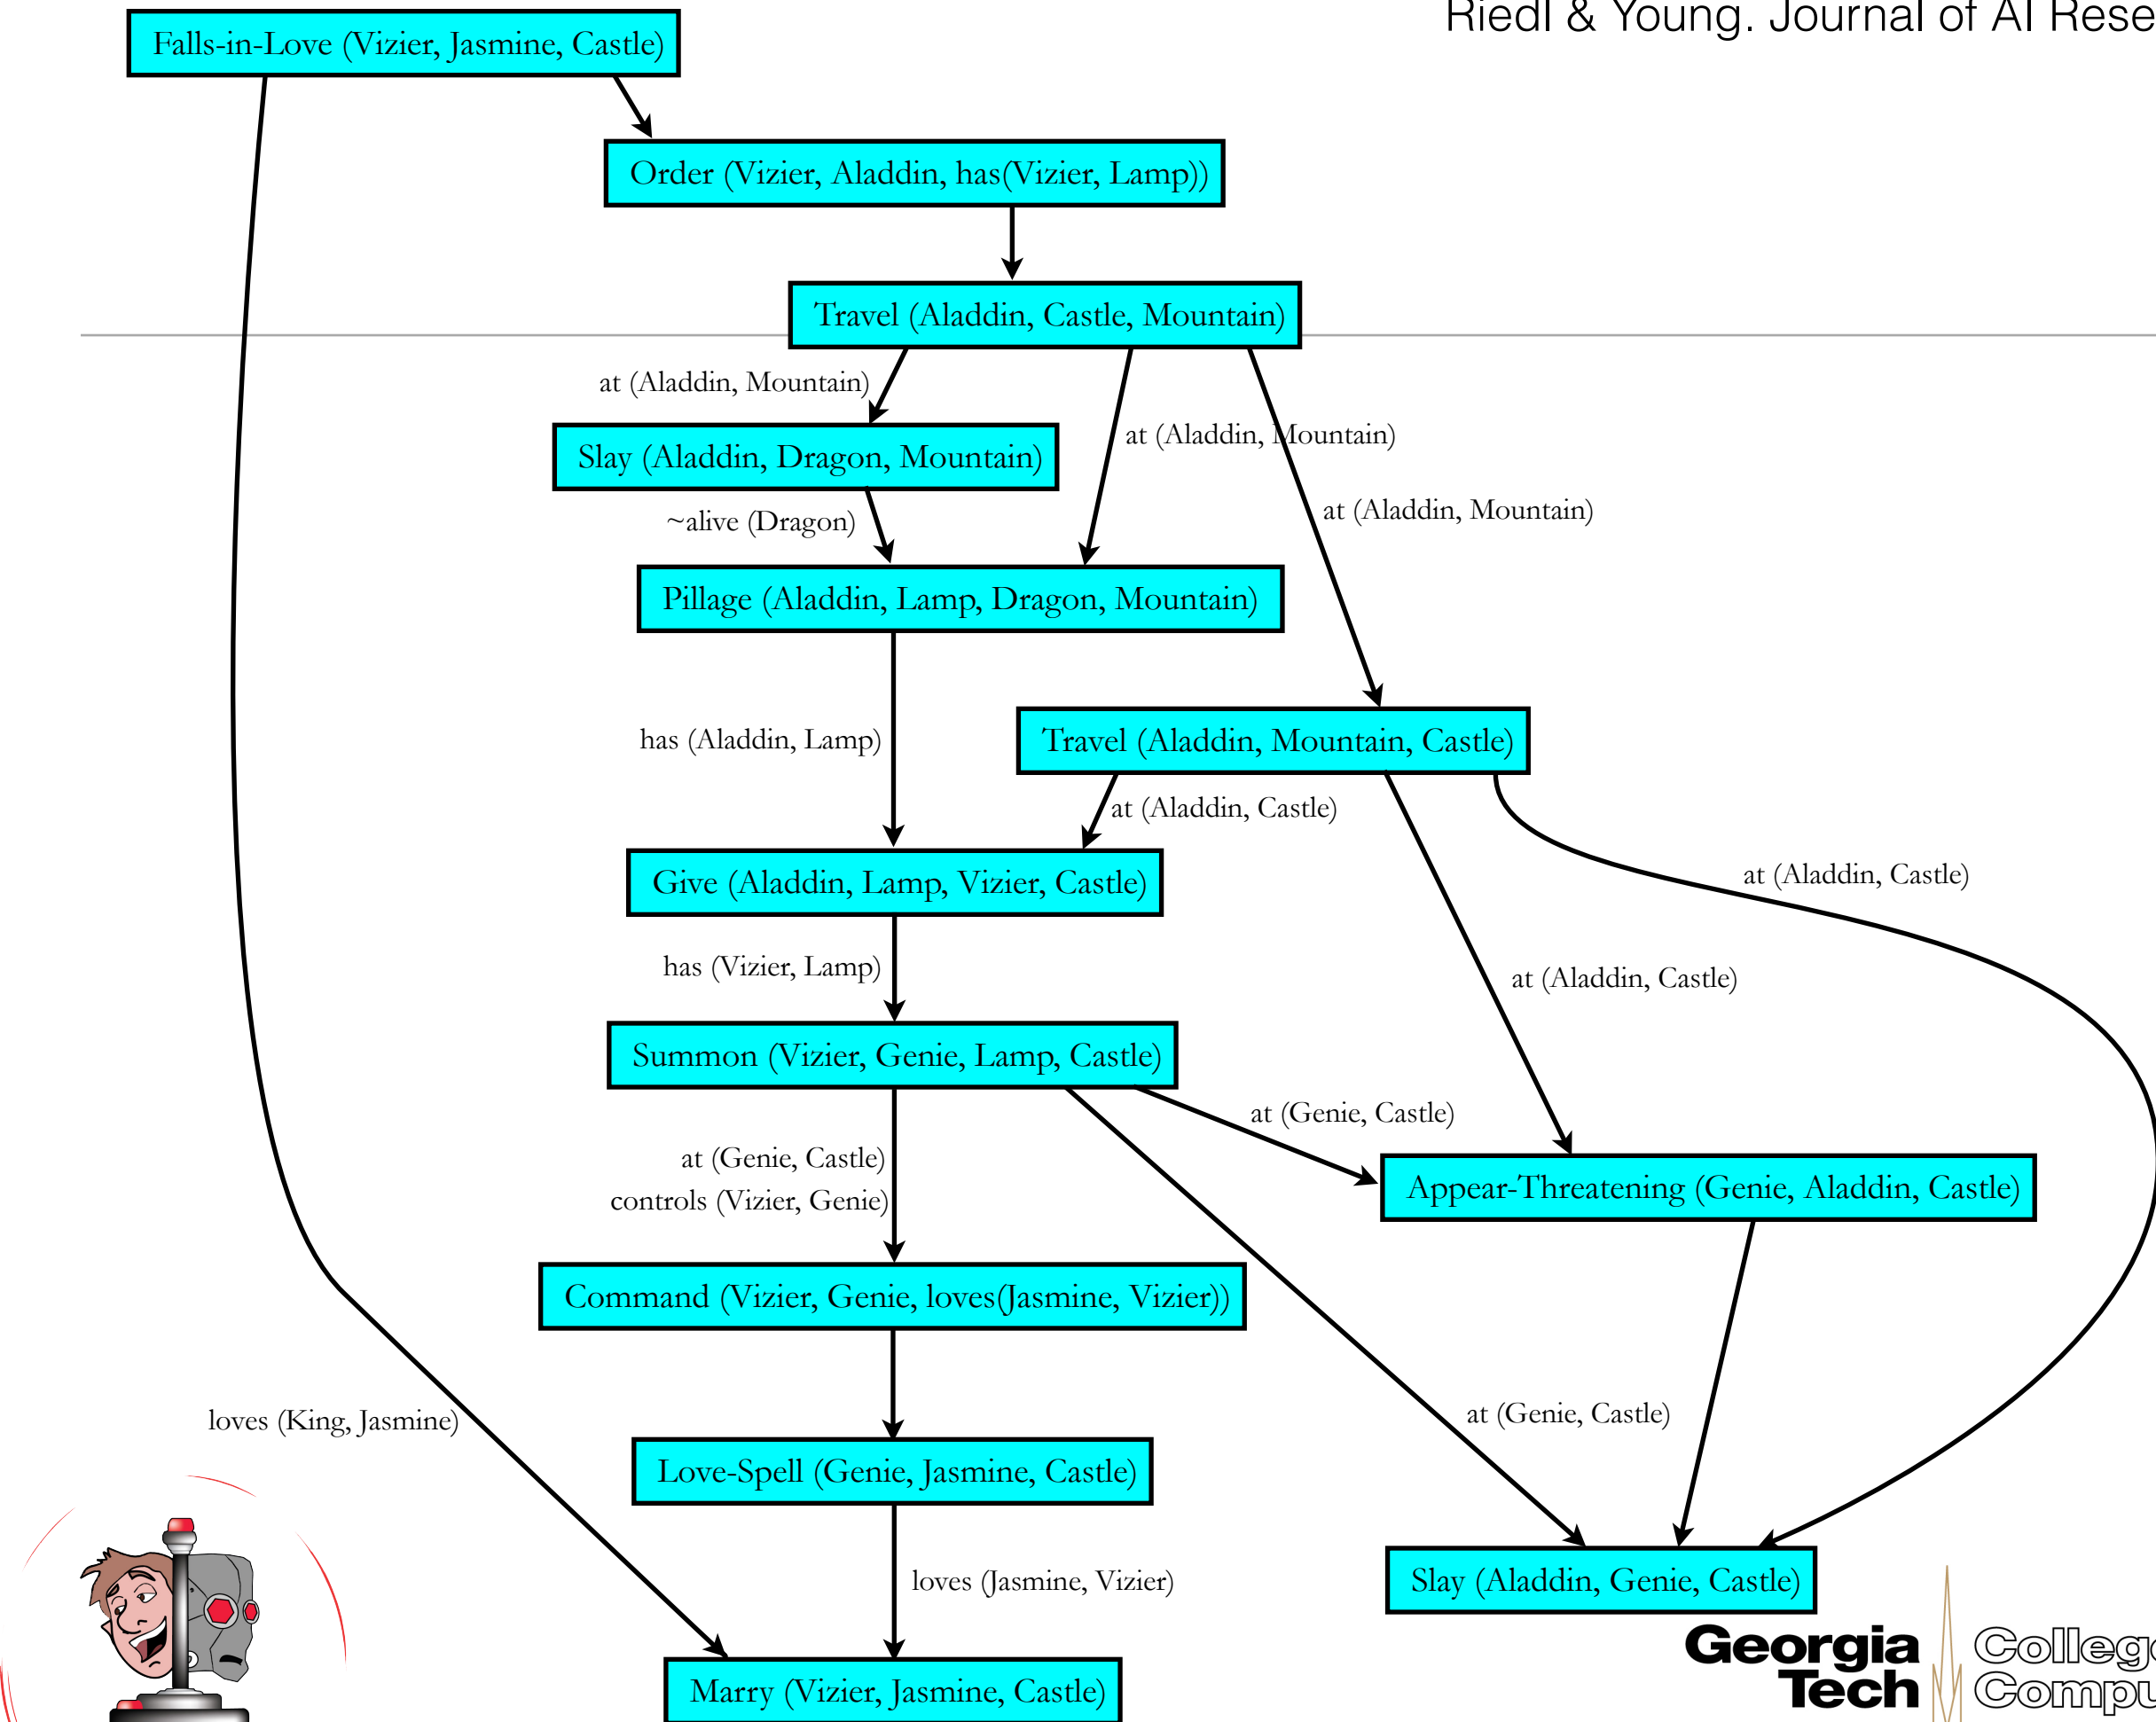 Riedl & Young. Journal of AI
Falls-in-Love (Vizier, Jasmine, Castle)
Order (Vizier, Aladdin, has(Vizier, Lamp))
Travel (Aladdin, Castle, Mountain)
at (Aladdin, Mountain)
Slay (Aladdin, Dragon, Mountain)
at (Aladdin, Mountain)
at (Aladdin, Mountain)
~alive (Dragon)
Pillage (Aladdin, Lamp, Dragon, Mountain)
has (Aladdin, Lamp)
Travel (Aladdin, Mountain, Castle)
at (Aladdin, Castle)
Give (Aladdin, Lamp, Vizier, Castle)
at (Aladdin, Castle)
has (Vizier, Lamp)
at (Aladdin, Castle)
Summon (Vizier, Genie, Lamp, Castle)
at (Genie, Castle)
at (Genie, Castle)
controls (Vizier, Genie)
Appear-Threatening (Genie, Aladdin, Castle)
Command (Vizier, Genie, loves(Jasmine, Vizier))
loves (King, Jasmine)
at (Genie, Castle)
Love-Spell (Genie, Jasmine, Castle)
loves (Jasmine, Vizier)
Slay (Aladdin, Genie, Castle)
Marry (Vizier, Jasmine, Castle)
Georgia
Tech